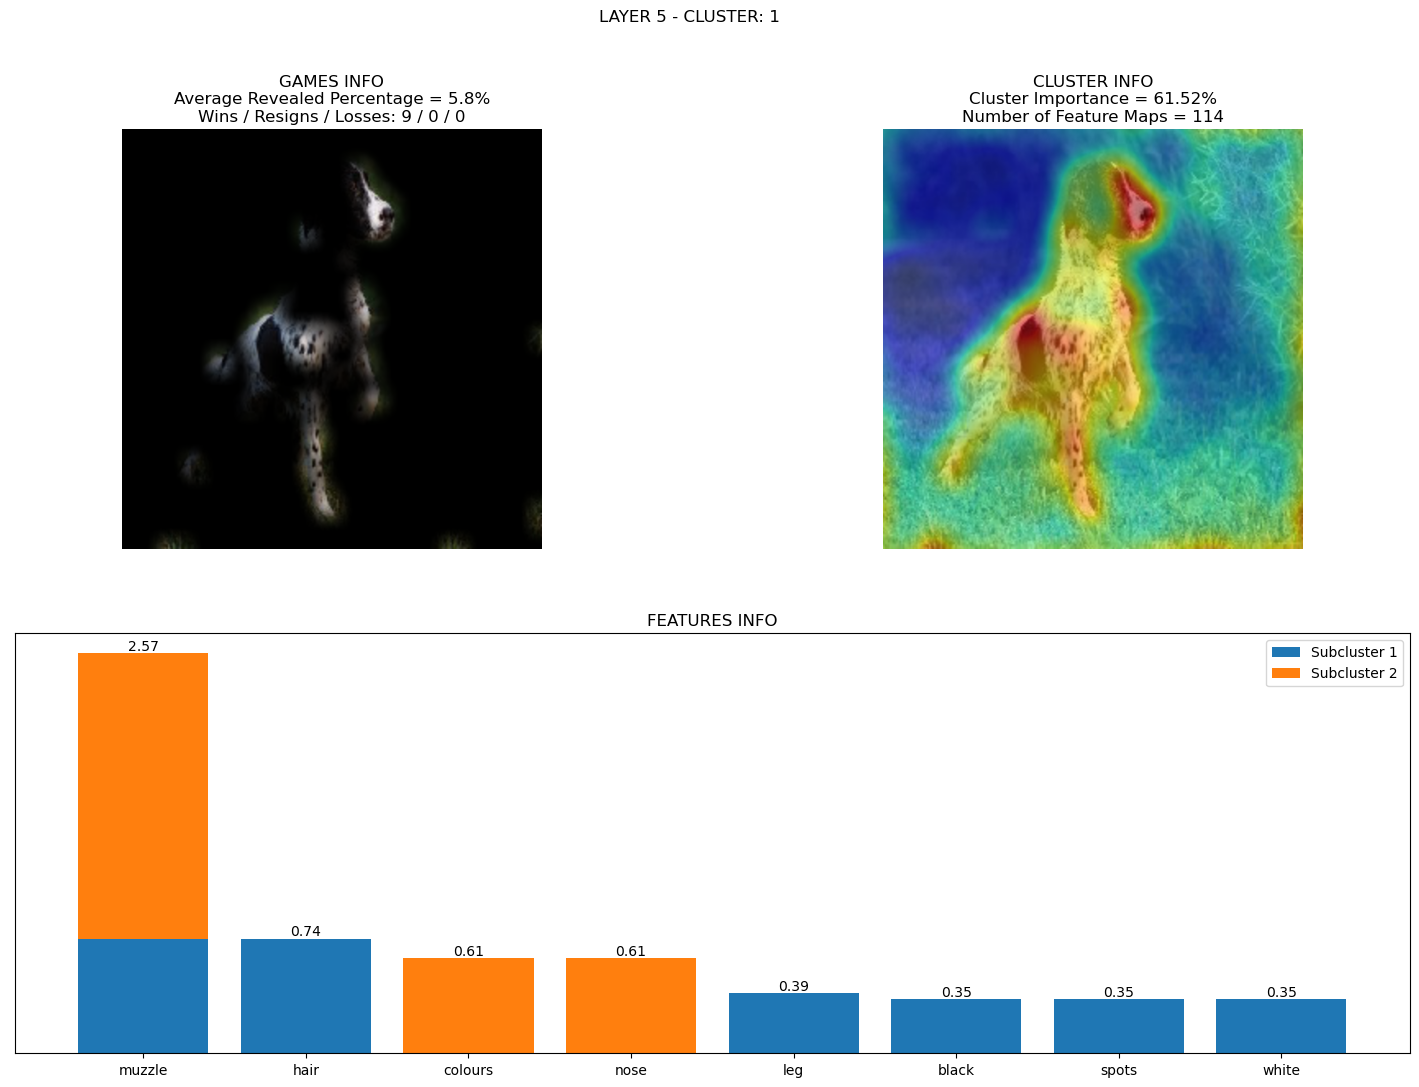 LAYER 5 - CLUSTER: 1
GAMES INFO
Average Revealed Percentage = 5.8%
Wins / Resigns / Losses: 9 / 0 / 0
CLUSTER INFO
Cluster Importance = 61.52%
Number of Feature Maps = 114
FEATURES INFO
Subcluster 1
Subcluster 2
2.57
0.74
0.61
0.61
0.39
0.35
0.35
0.35
muzzle
hair
colours
nose
leg
black
spots
white